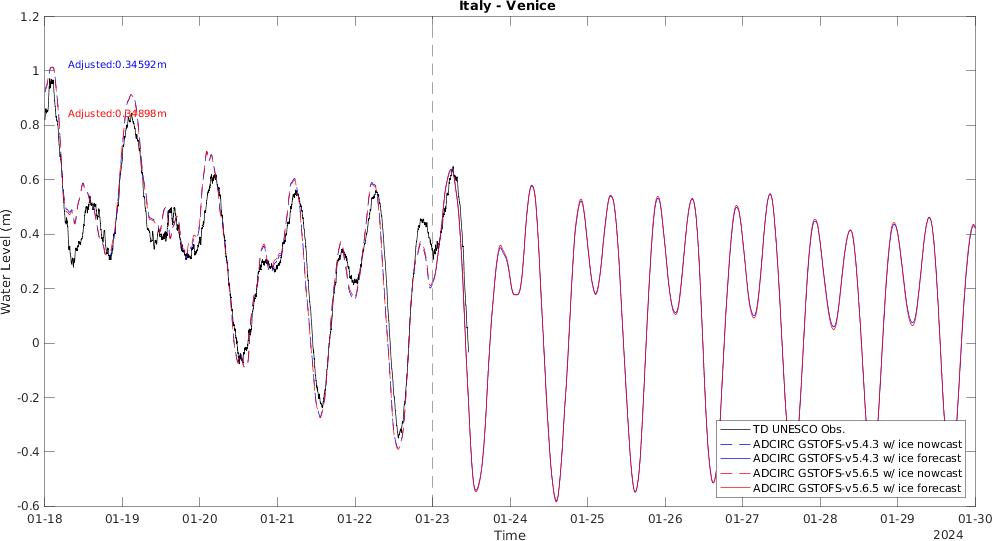 Italy - Venice
Water Level (m)
1.2
1
0.8
0.6
0.4
0.2
0
-0.2
-0.4
-0.6
Adjusted:0.34592m
Adjusted:0.34898m
TD UNESCO Obs.
ADCIRC GSTOFS-v5.4.3 w/ ice nowcast
ADCIRC GSTOFS-v5.4.3 w/ ice forecast
ADCIRC GSTOFS-v5.6.5 w/ ice nowcast
ADCIRC GSTOFS-v5.6.5 w/ ice forecast
01-18 01-19 01-20 01-21 01-22 01-23 01-24 01-25 01-26 01-27 01-28 01-29 01-30
Time
2024